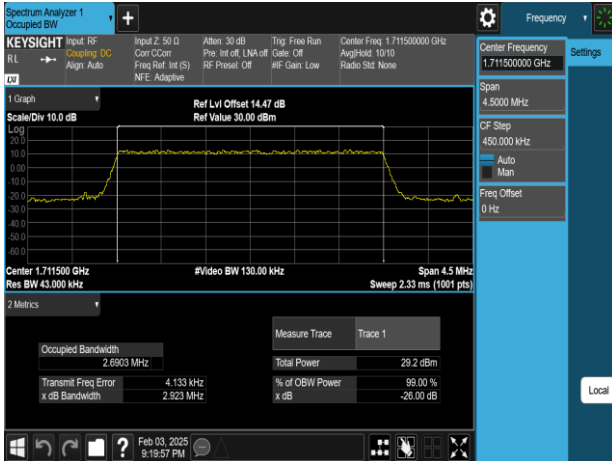 Spectrum Analyzer 1
Occupied BW
Frequency
KEYSIGHT
R L
LXI
Input: RF
Coupling: DC
Align: Auto
Input Z: 50 Ω
Corr CCorr
Freq Ref: Int (S)
NFE: Adaptive
Atten: 30 dB
Pre: Int off, LNA off
RF Preset: Off
Trig: Free Run
Gate: Off
#IF Gain: Low
Center Freq: 1.711500000 GHz
Avg|Hold: 10/10
Radio Std: None
Center Frequency
1.711500000 GHz
Settings
Span
4.5000 MHz
CF Step
450.000 kHz
Auto
Man
Freq Offset
0 Hz
Local
1 Graph
Scale/Div 10.0 dB
Ref Lvl Offset 14.47 dB
Ref Value 30.00 dBm
Log
20.0
10.0
0.00
-10.0
-20.0
-30.0
-40.0
-50.0
-60.0
Center 1.711500 GHz
Res BW 43.000 kHz
#Video BW 130.00 kHz
Span 4.5 MHz
Sweep 2.33 ms (1001 pts)
2 Metrics
Measure Trace Trace 1
Occupied Bandwidth
2.6903 MHz
Total Power 29.2 dBm
Transmit Freq Error 4.133 kHz
% of OBW Power 99.00 %
x dB Bandwidth 2.923 MHz
x dB -26.00 dB
Feb 03, 2025
9:19:57 PM